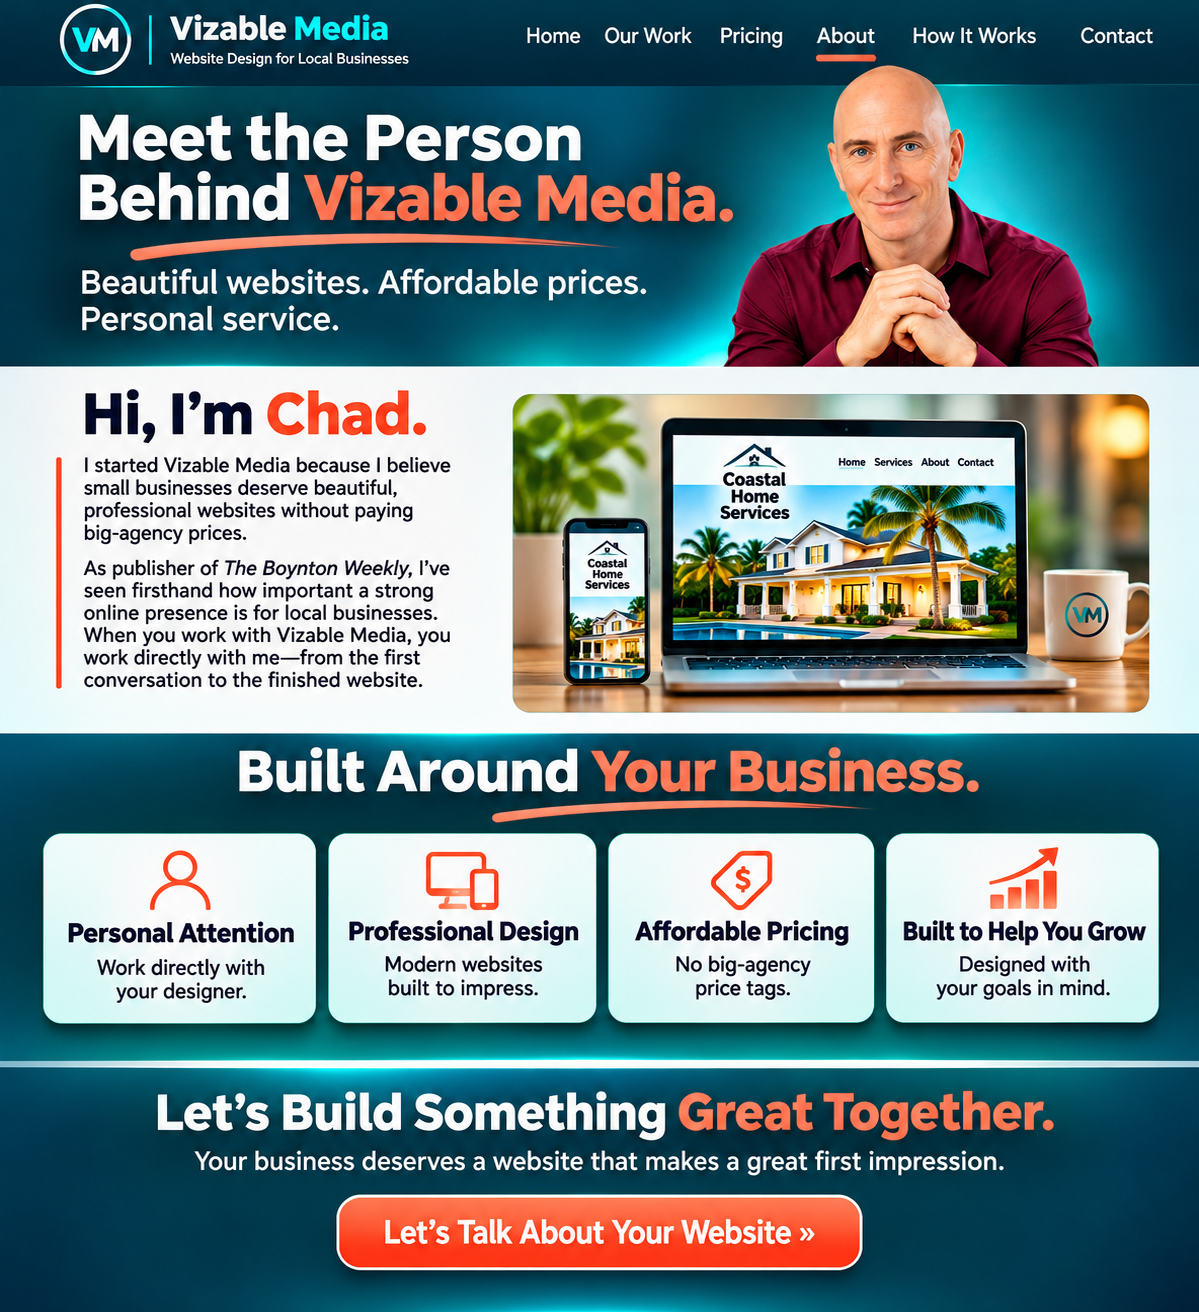 VM
Vizable Media
Website Design for Local Businesses
Home Our Work Pricing About How It Works Contact
Meet the Person
Behind Vizable Media.
Beautiful websites. Affordable prices.
Personal service.
Hi, I’m Chad.
I started Vizable Media because I believe
small businesses deserve beautiful,
professional websites without paying
big-agency prices.
As publisher of The Boynton Weekly, I’ve
seen firsthand how important a strong
online presence is for local businesses.
When you work with Vizable Media, you
work directly with me—from the first
conversation to the finished website.
Coastal
Home
Services
Home Services About Contact
Coastal
Home
Services
VM
Built Around Your Business.
Personal Attention
Work directly with
your designer.
Professional Design
Modern websites
built to impress.
$
Affordable Pricing
No big-agency
price tags.
Built to Help You Grow
Designed with
your goals in mind.
Let’s Build Something Great Together.
Your business deserves a website that makes a great first impression.
Let’s Talk About Your Website »